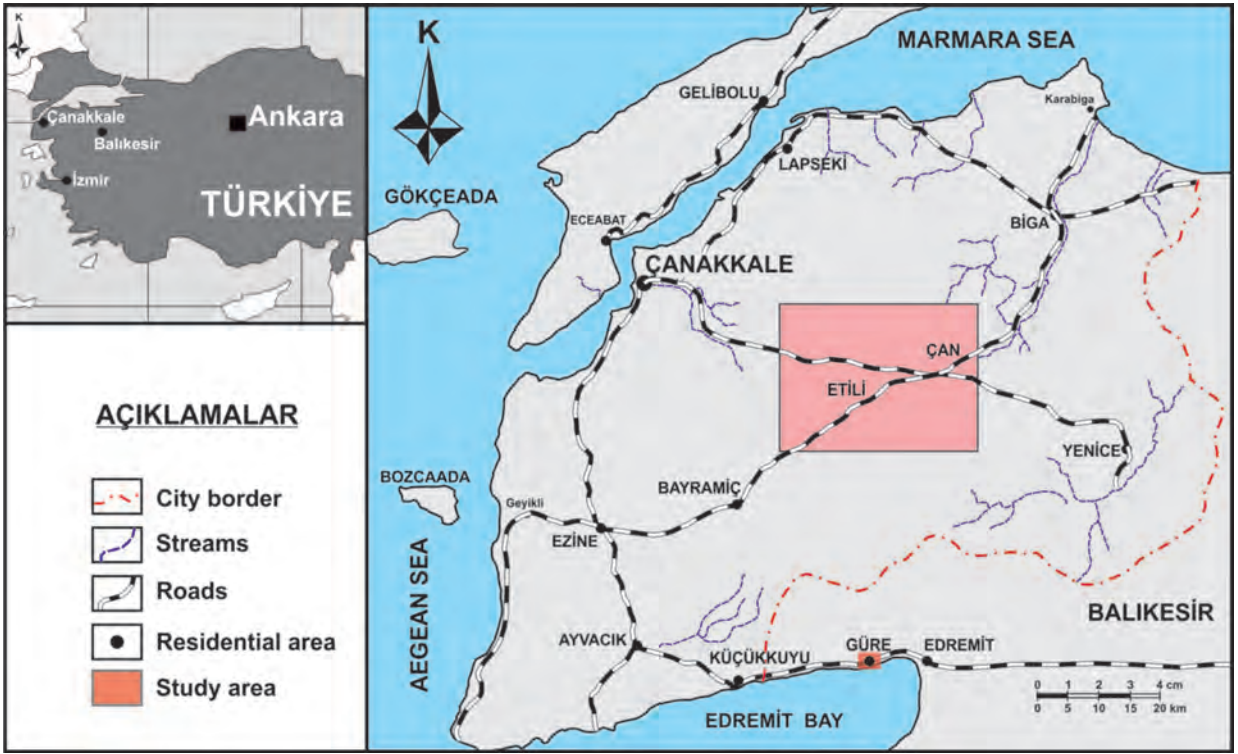 K
Çanakkale
Balıkesir
Ankara
İzmir
TÜRKİYE
AÇIKLAMALAR
City border
Streams
Roads
Residential area
Study area
K
MARMARA SEA
GELİBOLU
Karabiga
LAPSEKİ
GÖKÇEADA
ECEABAT
BİGA
ÇANAKKALE
ÇAN
ETİLİ
YENİCE
BOZCAADA
BAYRAMİÇ
Geyikli
EZİNE
AEGEAN SEA
BALIKESİR
AYVACIK
KÜÇÜKKUYU
GÜRE
EDREMİT
0 1 2 3 4 cm
0 5 10 15 20 km
EDREMIT BAY